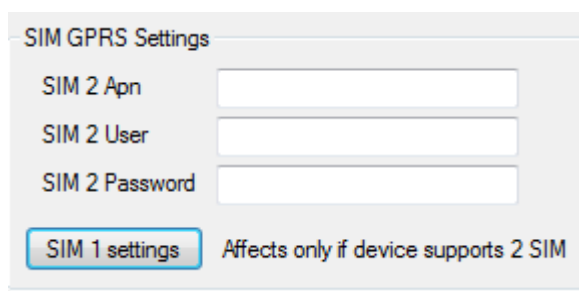 SIM GPRS Settings
SIM 2 Apn
SIM 2 User
SIM 2 Password
SIM 1 settings Affects only if device supports 2 SIM